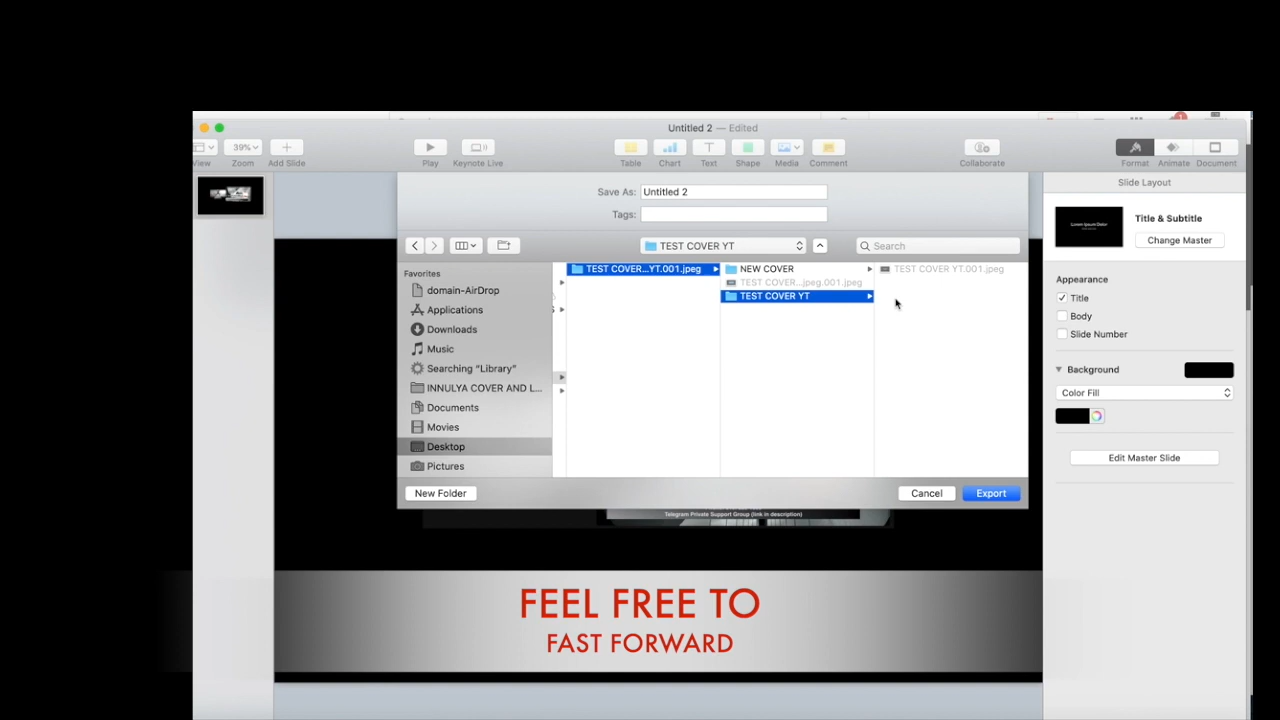 Untitled 2 — Edited
View
39%
Zoom
Add Slide
Play
Keynote Live
Table
Chart
Text
Shape
Media
Comment
Collaborate
Format
Animate
Document
Save As: Untitled 2
Tags:
TEST COVER YT
Search
Favorites
domain-AirDrop
Applications
Downloads
Music
Searching “Library”
INNULYA COVER AND L...
Documents
Movies
Desktop
Pictures
TEST COVER...YT.001.jpeg
NEW COVER
TEST COVER...jpeg.001.jpeg
TEST COVER YT
TEST COVER YT.001.jpeg
New Folder
Cancel
Export
Slide Layout
Lorem Ipsum Dolor
Title & Subtitle
Change Master
Appearance
Title
Body
Slide Number
Background
Color Fill
Edit Master Slide
Telegram Private Support Group (link in description)
FEEL FREE TO
FAST FORWARD